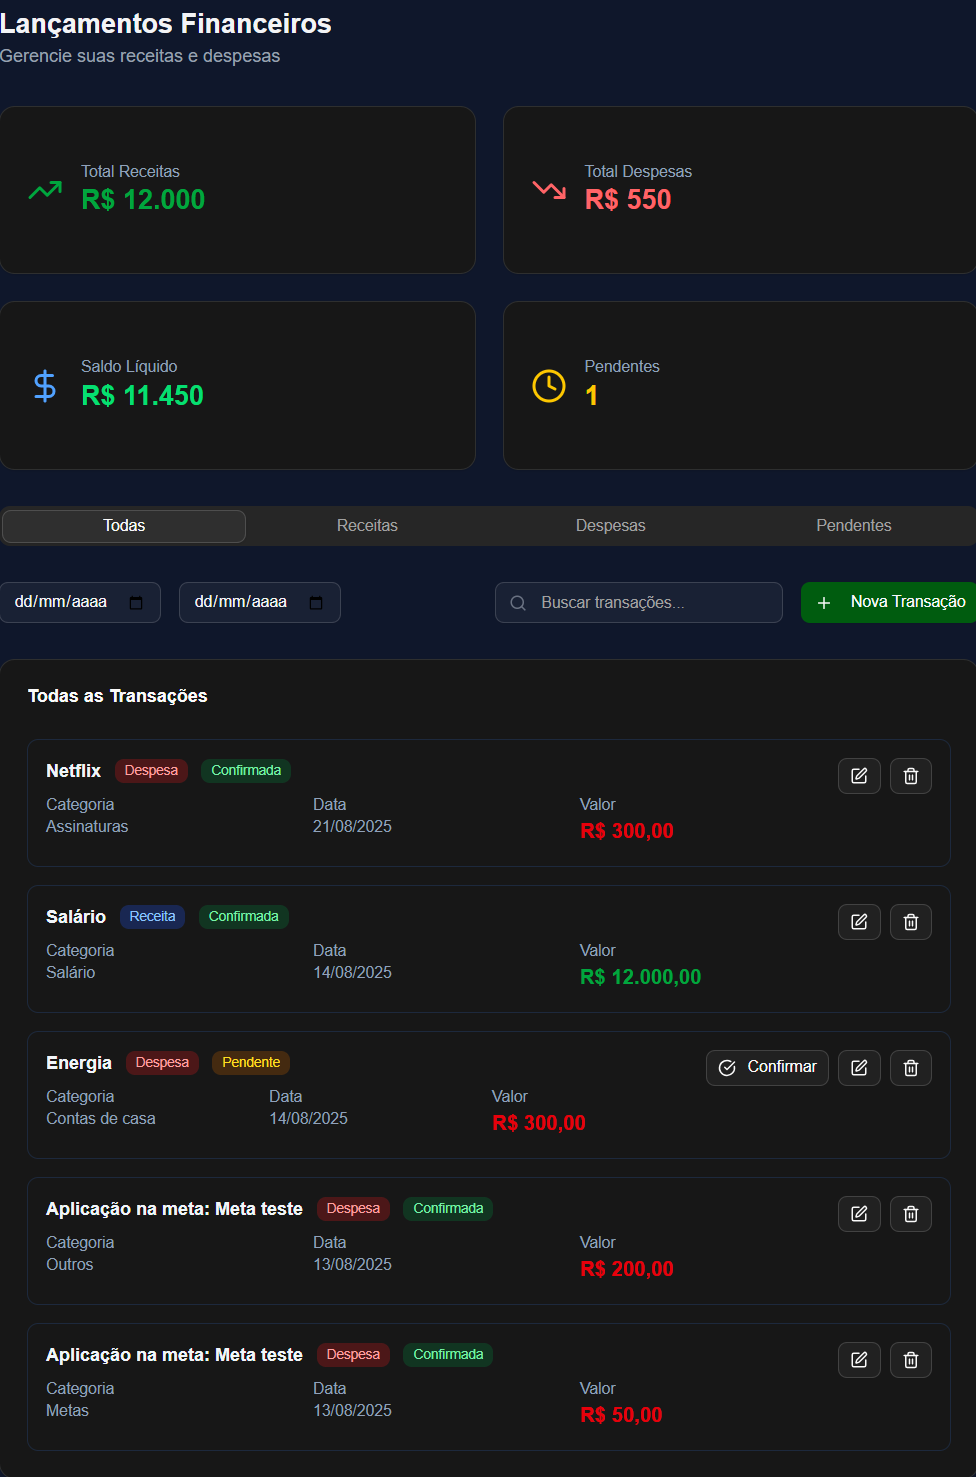 Lançamentos Financeiros
Gerencie suas receitas e despesas
Total Receitas
R$ 12.000
Total Despesas
R$ 550
Saldo Líquido
R$ 11.450
Pendentes
1
Todas Receitas Despesas Pendentes
dd/mm/aaaa dd/mm/aaaa Buscar transações... Nova Transação
Todas as Transações
Netflix Despesa Confirmada
Categoria Data Valor
Assinaturas 21/08/2025 R$ 300,00
Salário Receita Confirmada
Categoria Data Valor
Salário 14/08/2025 R$ 12.000,00
Energia Despesa Pendente Confirmar
Categoria Data Valor
Contas de casa 14/08/2025 R$ 300,00
Aplicação na meta: Meta teste Despesa Confirmada
Categoria Data Valor
Outros 13/08/2025 R$ 200,00
Aplicação na meta: Meta teste Despesa Confirmada
Categoria Data Valor
Metas 13/08/2025 R$ 50,00